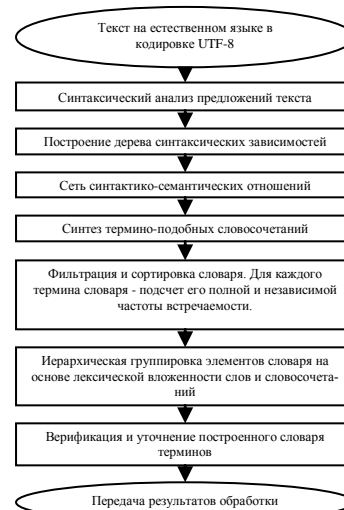 Текст на естественном языке в
кодировке UTF-8
Синтаксический анализ предложений текста
Построение дерева синтаксических зависимостей
Сеть синтактико-семантических отношений
Синтез термино-подобных словосочетаний
Фильтрация и сортировка словаря. Для каждого
термина словаря - подсчет его полной и независимой
частоты встречаемости.
Иерархическая группировка элементов словаря на
основе лексической вложенности слов и словосочета-
ний
Верификация и уточнение построенного словаря
терминов
Передача результатов обработки